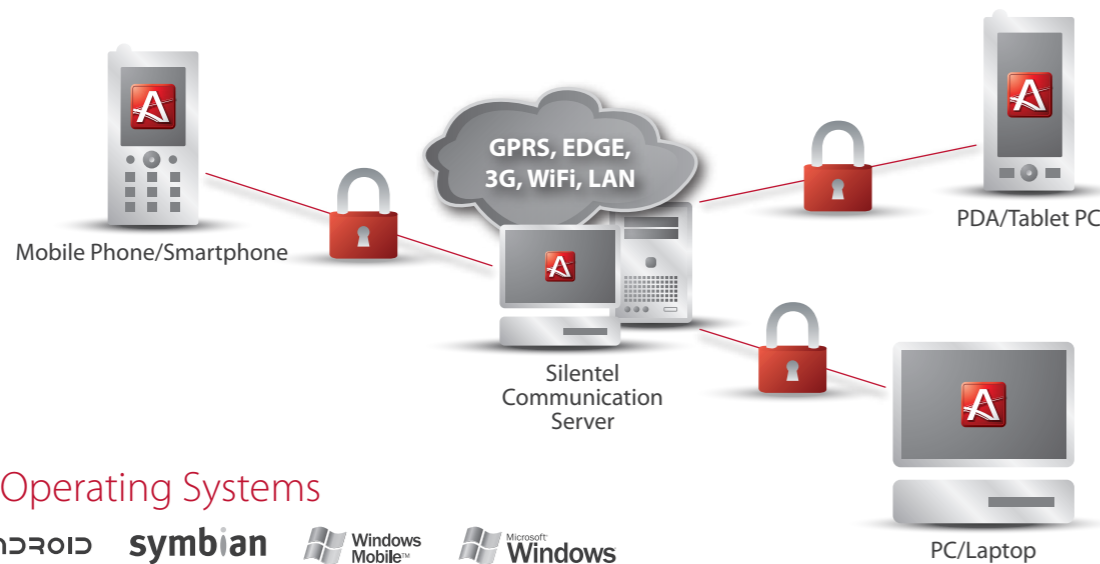 GPRS, EDGE,
3G, WiFi, LAN
Mobile Phone/Smartphone
PDA/Tablet PC
Silentel
Communication
Server
Operating Systems
symbian
Windows
Mobile™
Microsoft®
Windows
PC/Laptop